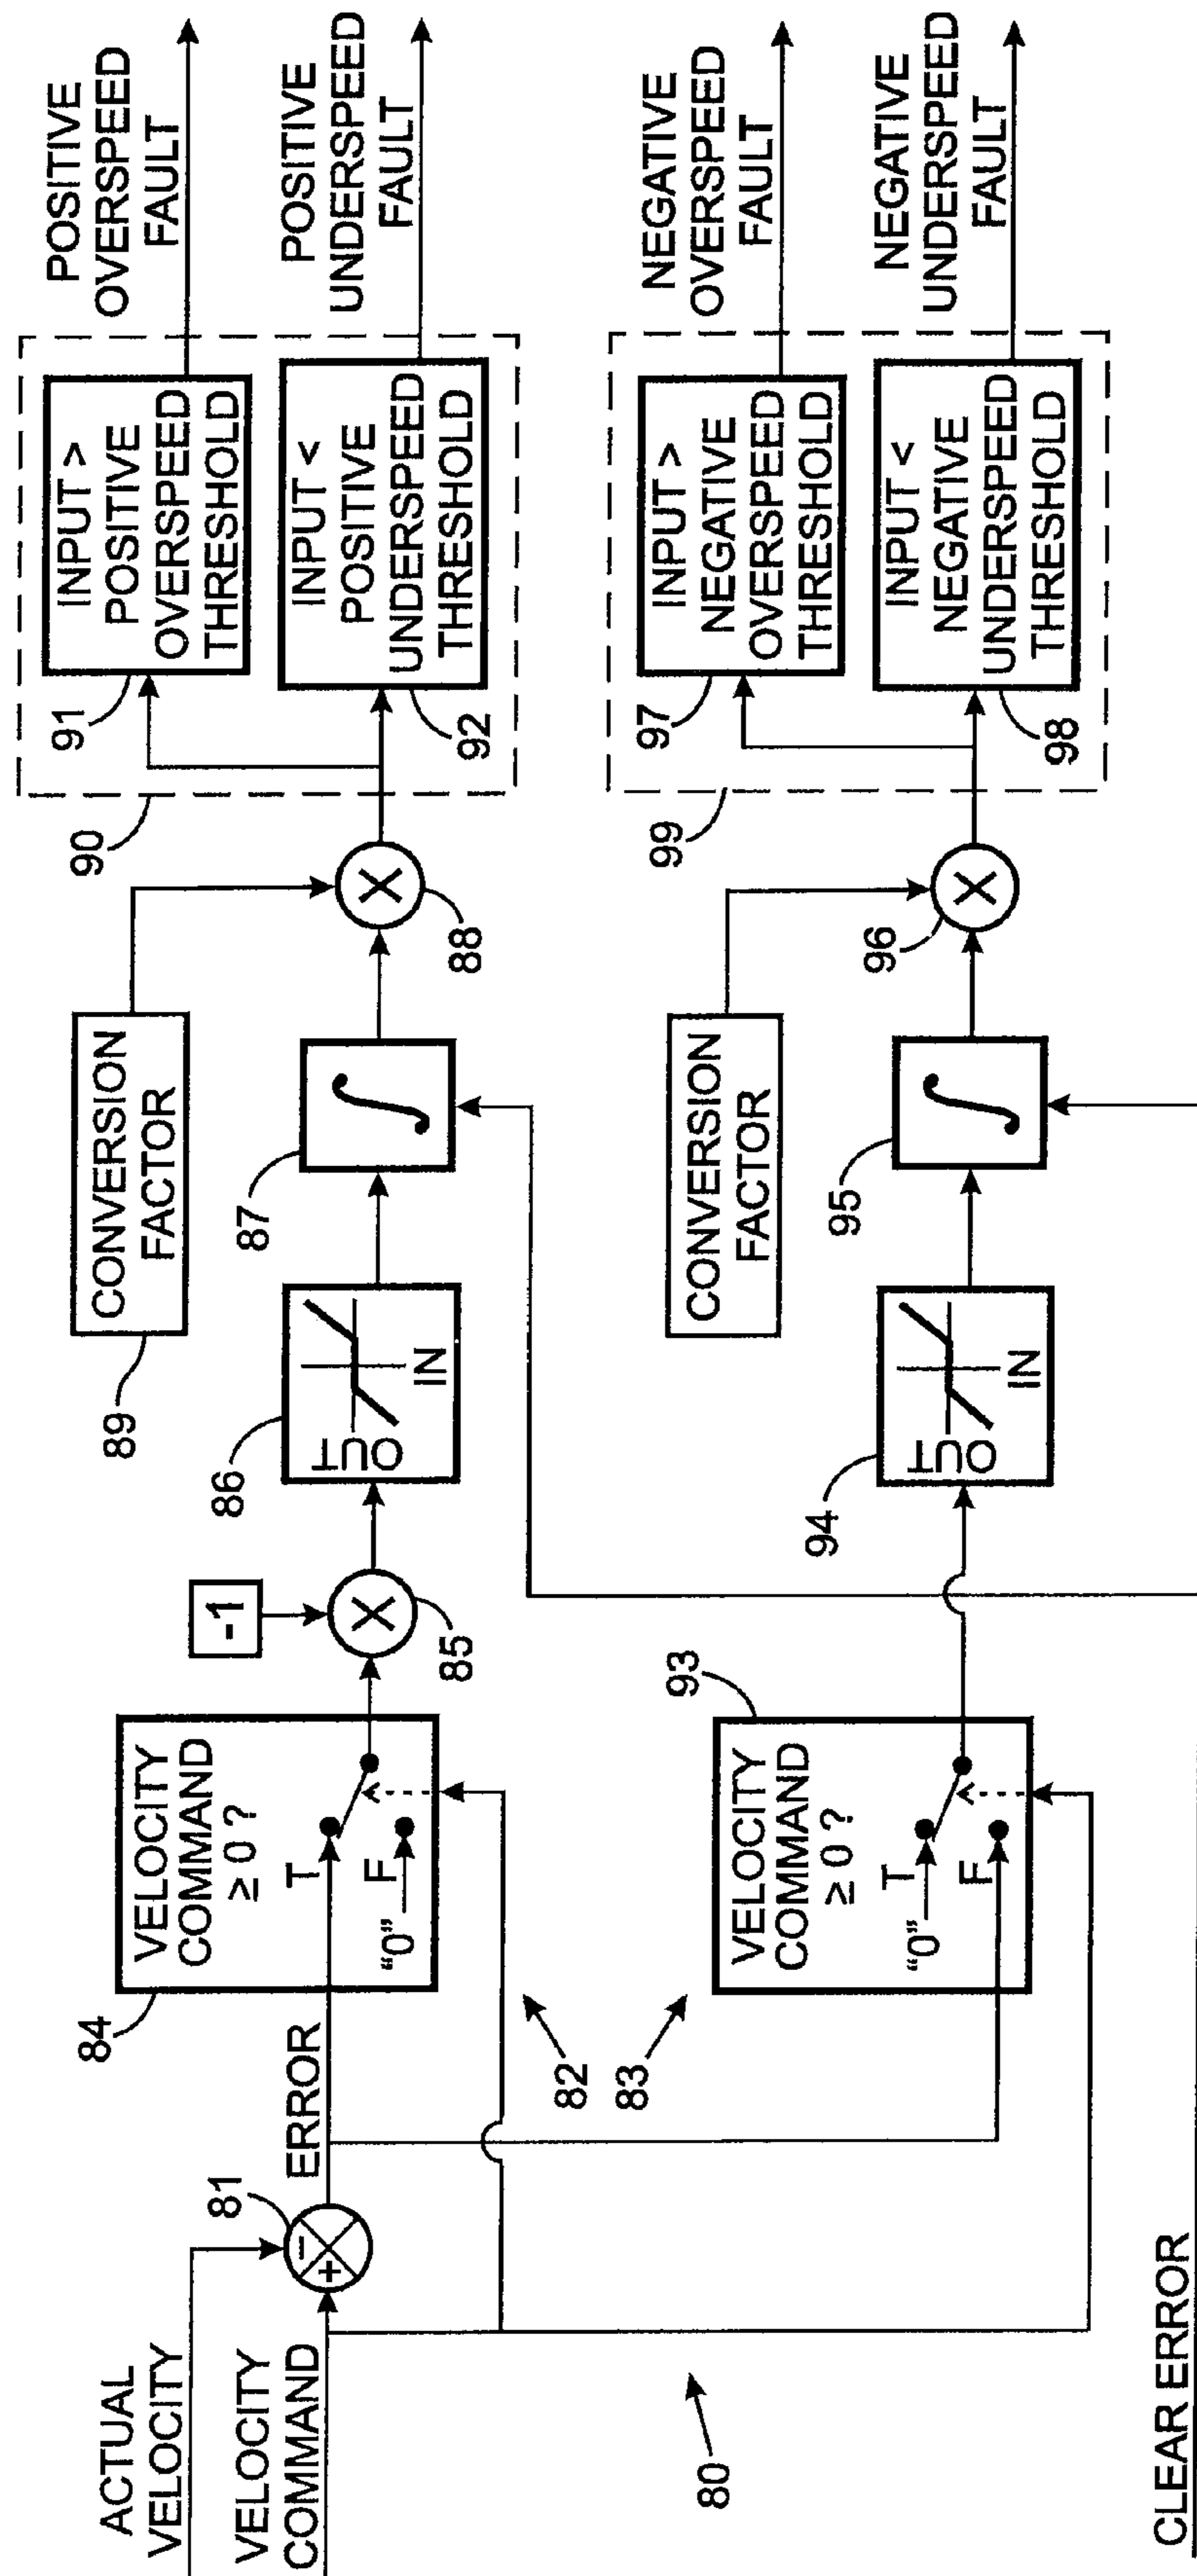 ACTUAL
VELOCITY
VELOCITY
COMMAND
81
−
+
ERROR
80
82
83
84
VELOCITY
COMMAND
≥ 0 ?
T
F
"0"
-1
85
86
OUT
IN
87
∫
89
CONVERSION
FACTOR
X
88
90
91
INPUT >
POSITIVE
OVERSPEED
THRESHOLD
92
INPUT <
POSITIVE
UNDERSPEED
THRESHOLD
POSITIVE
OVERSPEED
FAULT
POSITIVE
UNDERSPEED
FAULT
93
VELOCITY
COMMAND
≥ 0 ?
T
"0"
F
94
OUT
IN
95
∫
CONVERSION
FACTOR
X
96
99
97
INPUT >
NEGATIVE
OVERSPEED
THRESHOLD
98
INPUT <
NEGATIVE
UNDERSPEED
THRESHOLD
NEGATIVE
OVERSPEED
FAULT
NEGATIVE
UNDERSPEED
FAULT
CLEAR ERROR